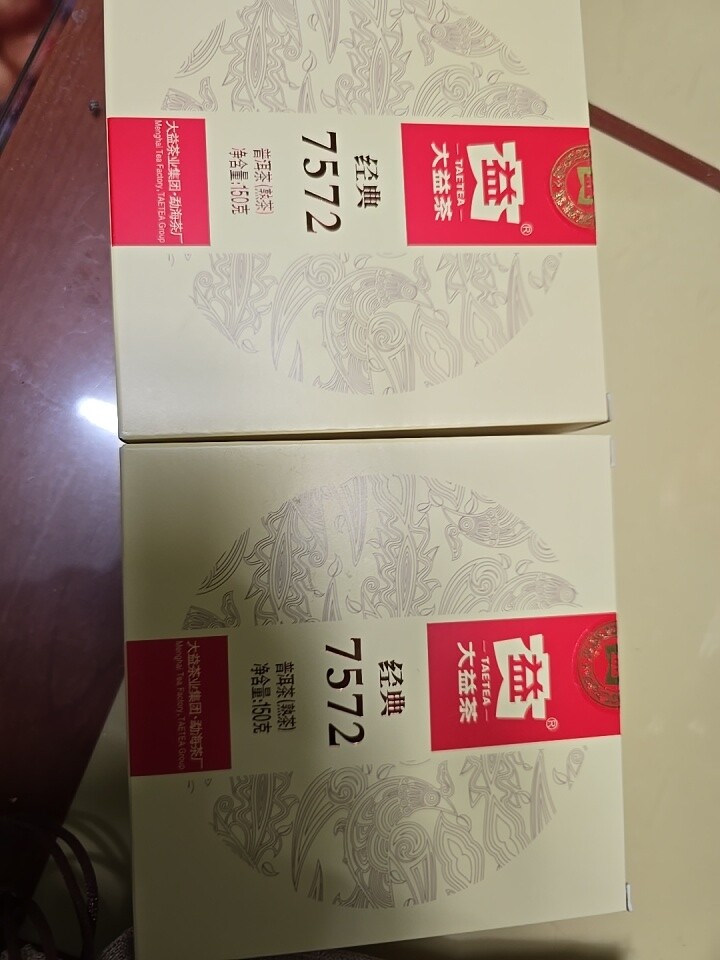 益®
TAETEA
大益茶
经典
7572
普洱茶(熟茶)
净含量:150克
大益茶业集团·勐海茶厂
Menghai Tea Factory,TAETEA Group
益®
TAETEA
大益茶
经典
7572
普洱茶(熟茶)
净含量:150克
大益茶业集团·勐海茶厂
Menghai Tea Factory,TAETEA Group